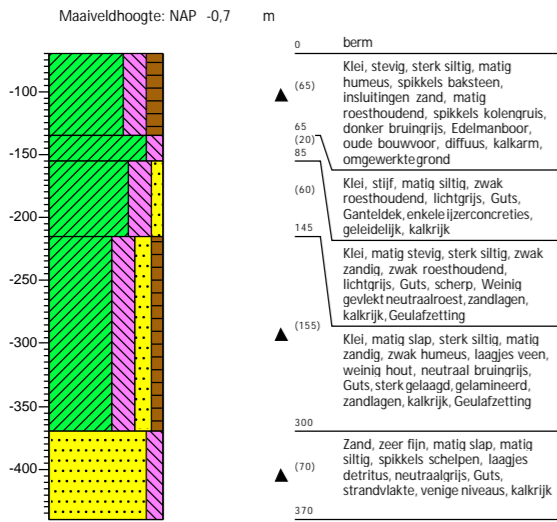 Maaiveldhoogte: NAP -0,7 m
0 berm
Klei, stevig, sterk siltig, matig
humeus, spikkels baksteen,
insluitingen zand, matig
roesthoudend, spikkels kolengruis,
donker bruingrijs, Edelmanboor,
oude bouwvoor, diffuus, kalkarm,
omgewerkte grond
(65)
65
(20)
85
Klei, stijf, matig siltig, zwak
roesthoudend, lichtgrijs, Guts,
Ganteldek, enkele ijzerconcreties,
geleidelijk, kalkrijk
(60)
145
Klei, matig stevig, sterk siltig, zwak
zandig, zwak roesthoudend,
lichtgrijs, Guts, scherp, Weinig
gevlekt neutraalroest, zandlagen,
kalkrijk, Geulafzetting
(155)
Klei, matig slap, sterk siltig, matig
zandig, zwak humeus, laagjes veen,
weinig hout, neutraal bruingrijs,
Guts, sterk gelaagd, gelamineerd,
zandlagen, kalkrijk, Geulafzetting
300
Zand, zeer fijn, matig slap, matig
siltig, spikkels schelpen, laagjes
detritus, neutraalgrijs, Guts,
strandvlakte, venige niveaus, kalkrijk
(70)
370
-100
-150
-200
-250
-300
-350
-400